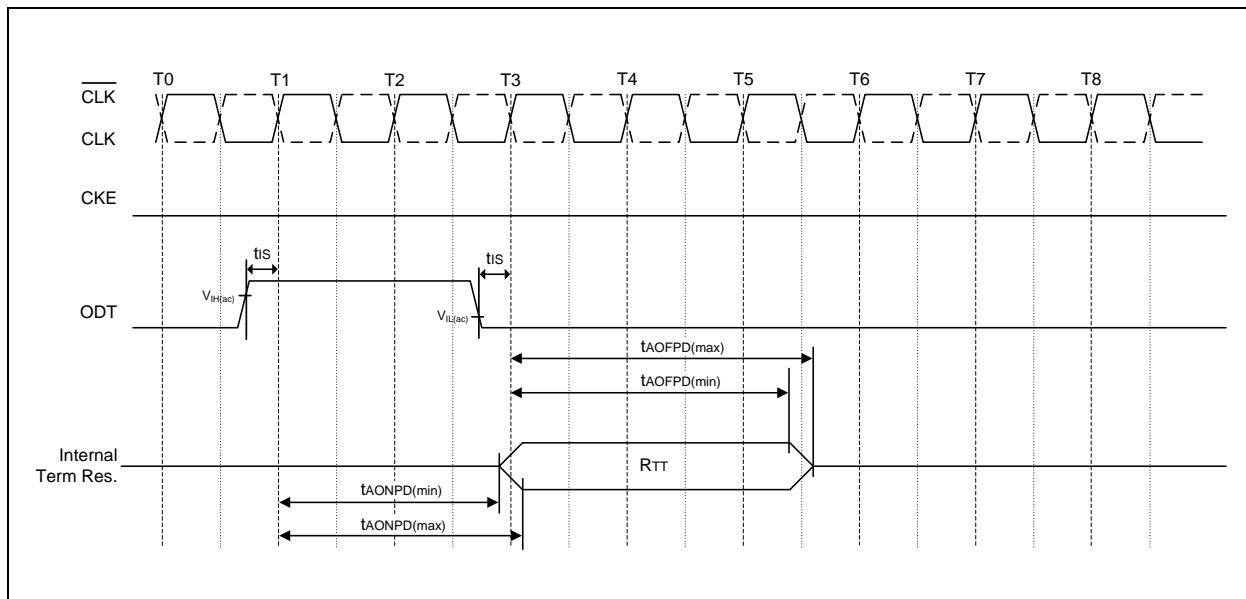 T0 T1 T2 T3 T4 T5 T6 T7 T8
CLK
CLK
CKE
tIS
tIS
VIH(ac)
ODT
VIL(ac)
tAOFPD(max)
tAOFPD(min)
Internal
Term Res.
RTT
tAONPD(min)
tAONPD(max)